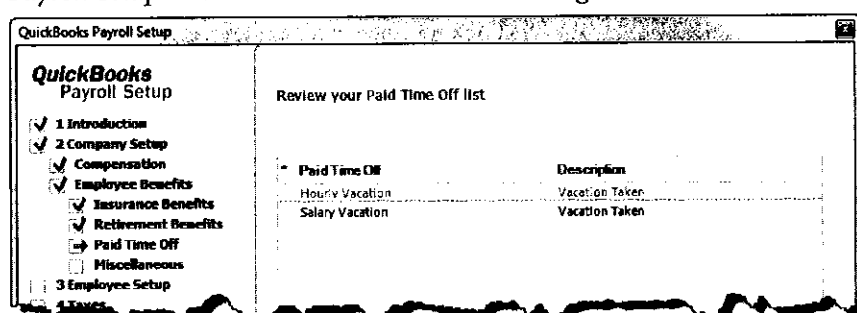 QuickBooks Payroll Setup
QuickBooks
Payroll Setup
1 Introduction
2 Company Setup
Compensation
Employee Benefits
Insurance Benefits
Retirement Benefits
Paid Time Off
Miscellaneous
3 Employee Setup
4 Taxes
Review your Paid Time Off list
Paid Time Off Description
Hourly Vacation Vacation Taken
Salary Vacation Vacation Taken